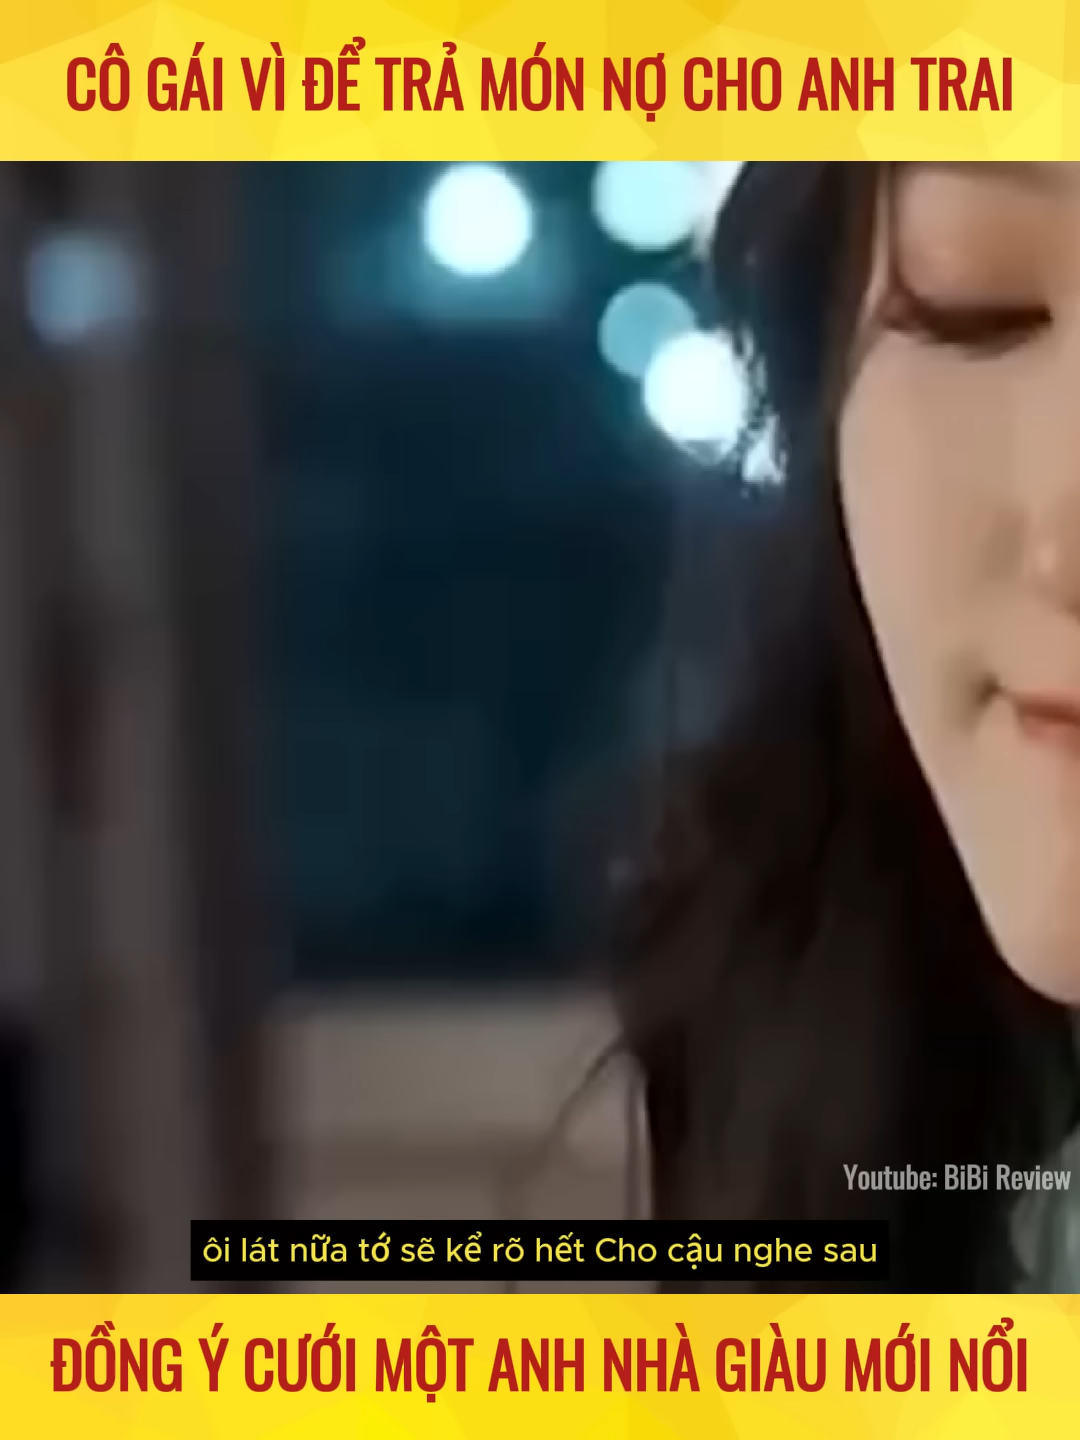 CÔ GÁI VÌ ĐỂ TRẢ MÓN NỢ CHO ANH TRAI
Youtube: BiBi Review
ôi lát nữa tớ sẽ kể rõ hết Cho cậu nghe sau
ĐỒNG Ý CƯỚI MỘT ANH NHÀ GIÀU MỚI NỔI